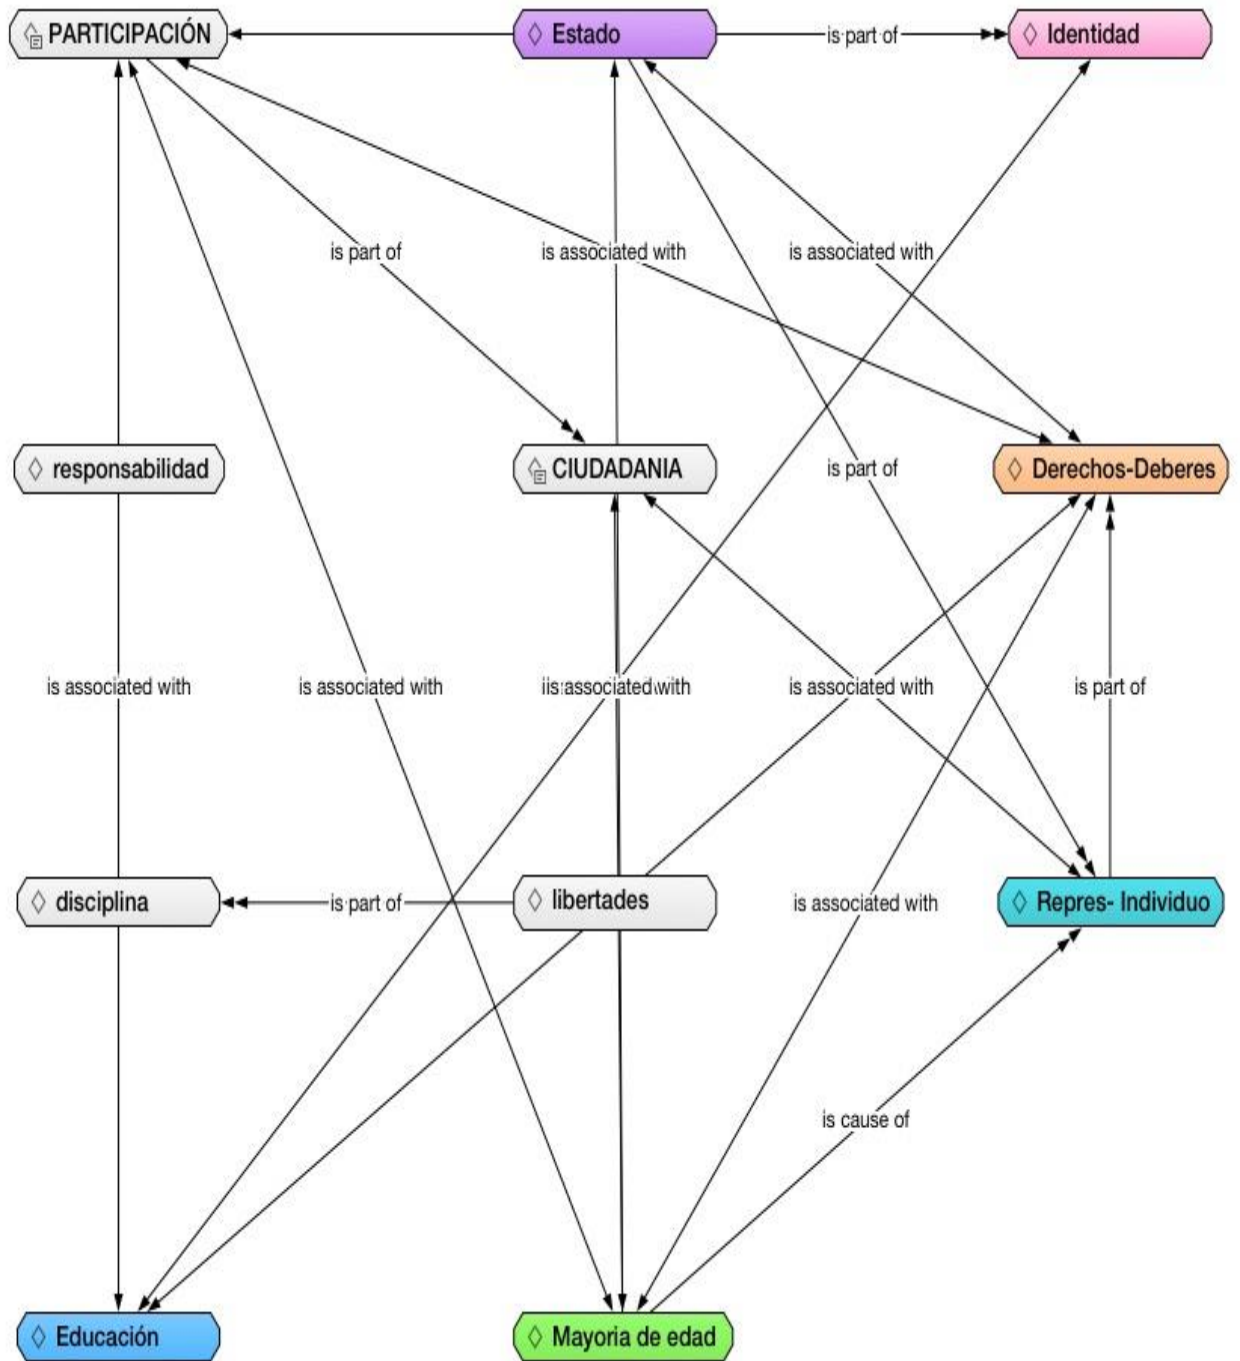 PARTICIPACIÓN
Estado
is part of
Identidad
is part of
is associated with
is associated with
responsabilidad
CIUDADANIA
is part of
Derechos-Deberes
is associated with
is associated with
is associated with
is associated with
is part of
disciplina
is part of
libertades
is associated with
Repres- Individuo
is cause of
Educación
Mayoria de edad